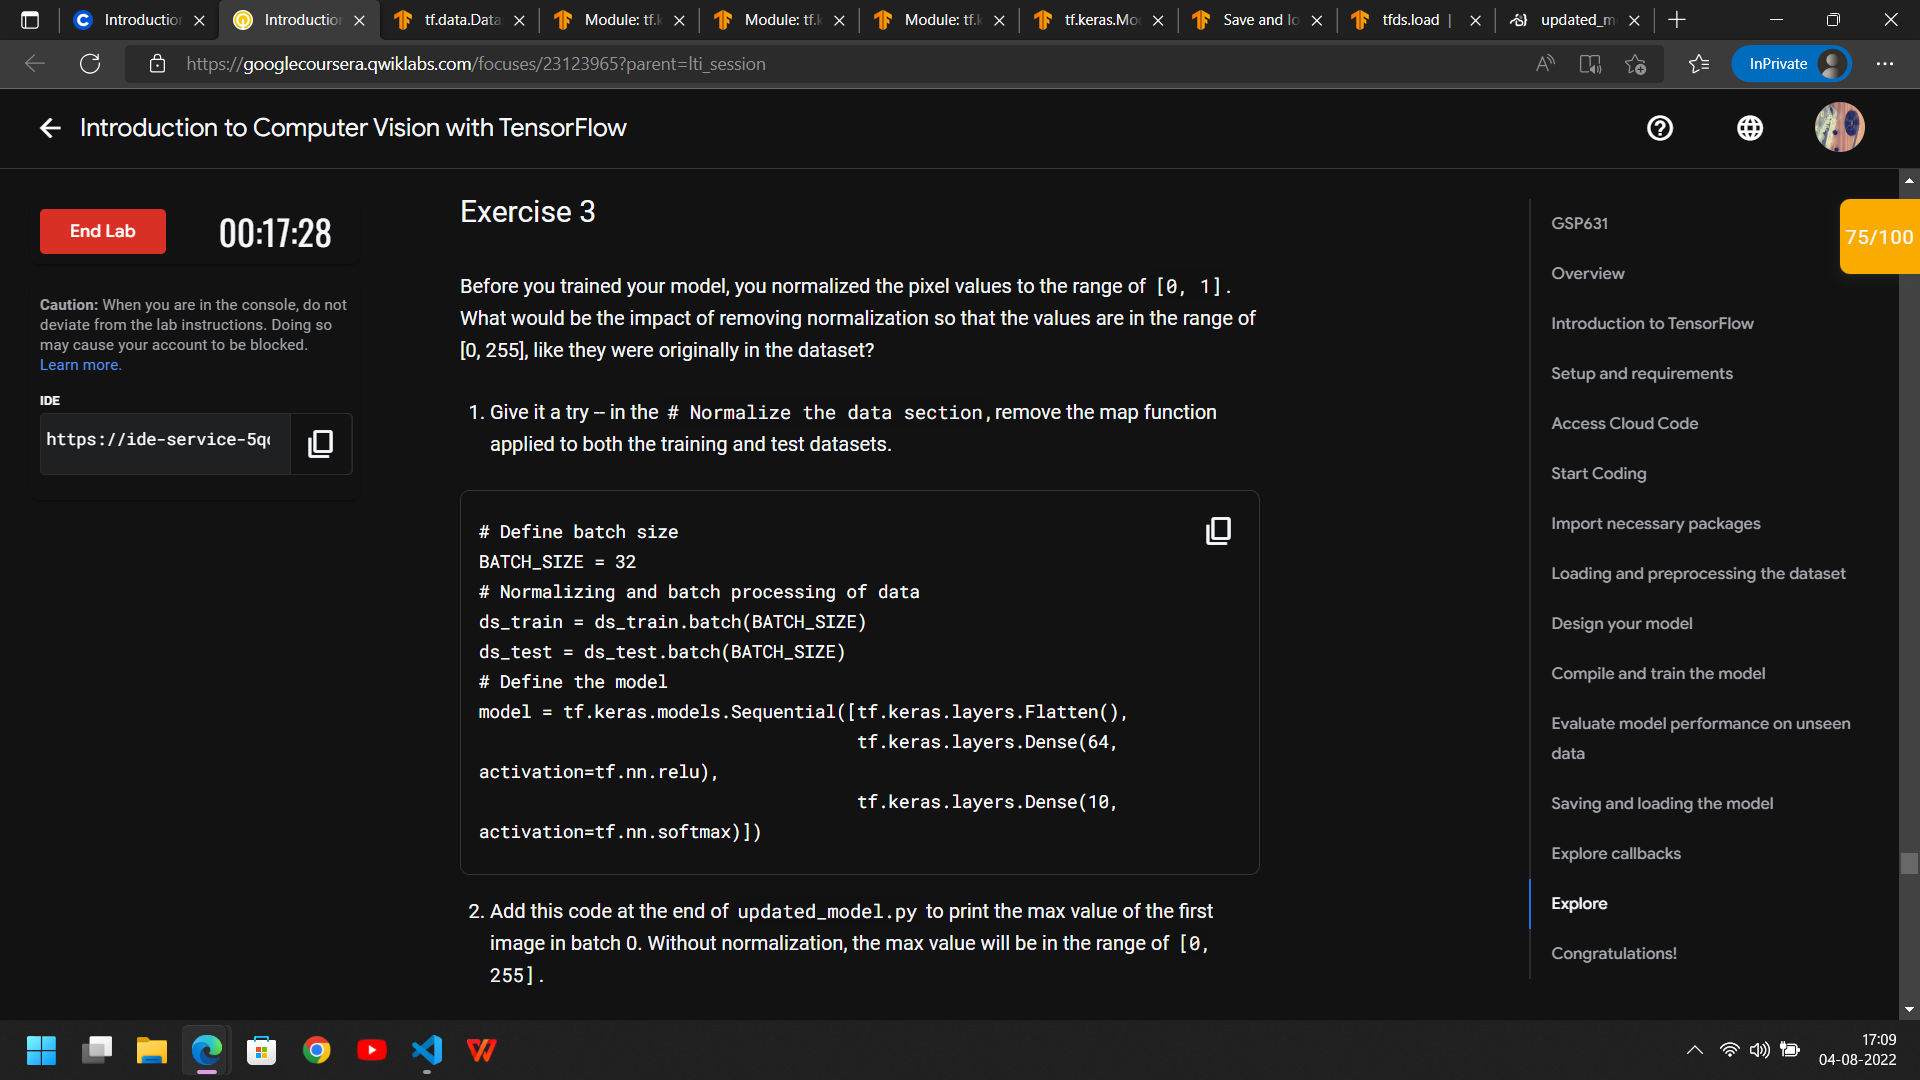 Introduction
Introduction
tf.data.Data
Module: tf.k
Module: tf.k
Module: tf.k
tf.keras.Mo
Save and lo
tfds.load |
updated_m
https://googlecoursera.qwiklabs.com/focuses/23123965?parent=lti_session
InPrivate
Introduction to Computer Vision with TensorFlow
End Lab
00:17:28
Caution: When you are in the console, do not
deviate from the lab instructions. Doing so
may cause your account to be blocked.
Learn more.
IDE
https://ide-service-5qc
Exercise 3
Before you trained your model, you normalized the pixel values to the range of [0, 1].
What would be the impact of removing normalization so that the values are in the range of
[0, 255], like they were originally in the dataset?
1. Give it a try -- in the # Normalize the data section, remove the map function
applied to both the training and test datasets.
# Define batch size
BATCH_SIZE = 32
# Normalizing and batch processing of data
ds_train = ds_train.batch(BATCH_SIZE)
ds_test = ds_test.batch(BATCH_SIZE)
# Define the model
model = tf.keras.models.Sequential([tf.keras.layers.Flatten(),
tf.keras.layers.Dense(64,
activation=tf.nn.relu),
tf.keras.layers.Dense(10,
activation=tf.nn.softmax)])
2. Add this code at the end of updated_model.py to print the max value of the first
image in batch 0. Without normalization, the max value will be in the range of [0,
255].
GSP631
75/100
Overview
Introduction to TensorFlow
Setup and requirements
Access Cloud Code
Start Coding
Import necessary packages
Loading and preprocessing the dataset
Design your model
Compile and train the model
Evaluate model performance on unseen
data
Saving and loading the model
Explore callbacks
Explore
Congratulations!
17:09
04-08-2022